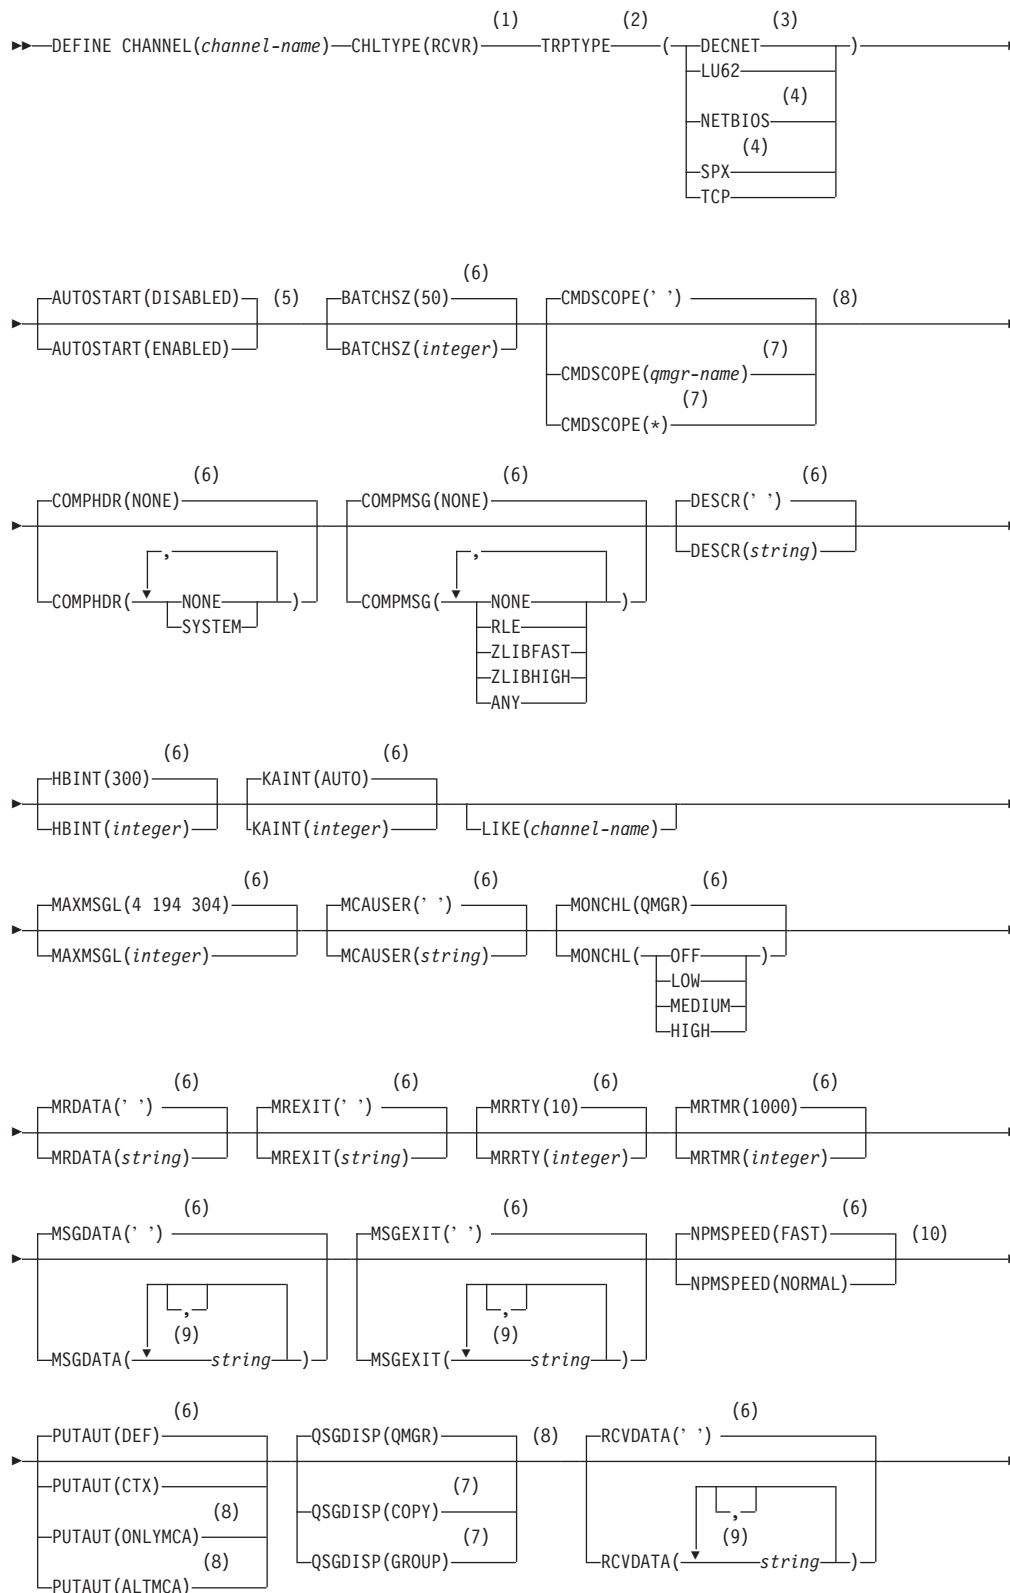 (1) (2) (3)
DEFINE CHANNEL(channel-name) CHLTYPE(RCVR) TRPTYPE ( DECNET )
LU62
(4)
NETBIOS
(4)
SPX
TCP
(6)
AUTOSTART(DISABLED) (5) BATCHSZ(50) CMDSCOPE(' ') (8)
AUTOSTART(ENABLED) BATCHSZ(integer)
(7)
CMDSCOPE(qmgr-name)
(7)
CMDSCOPE(*)
(6) (6) (6)
COMPHDR(NONE) COMPMSG(NONE) DESCR(' ')
DESCR(string)
, ,
COMPHDR( NONE ) COMPMSG( NONE )
SYSTEM RLE
ZLIBFAST
ZLIBHIGH
ANY
(6) (6)
HBINT(300) KAINT(AUTO)
HBINT(integer) KAINT(integer) LIKE(channel-name)
(6) (6) (6)
MAXMSGL(4 194 304) MCAUSER(' ') MONCHL(QMGR)
MAXMSGL(integer) MCAUSER(string) MONCHL( OFF )
LOW
MEDIUM
HIGH
(6) (6) (6) (6)
MRDATA(' ') MREXIT(' ') MRRTY(10) MRTMR(1000)
MRDATA(string) MREXIT(string) MRRTY(integer) MRTMR(integer)
(6) (6) (6)
MSGDATA(' ') MSGEXIT(' ') NPMSPEED(FAST) (10)
NPMSPEED(NORMAL)
, ,
(9) (9)
MSGDATA( string ) MSGEXIT( string )
(6) (6)
PUTAUT(DEF) QSGDISP(QMGR) (8) RCVDATA(' ')
(7)
PUTAUT(CTX) QSGDISP(COPY)
,
(8) (7) (9)
PUTAUT(ONLYMCA) QSGDISP(GROUP) RCVDATA( string )
(8)
PUTAUT(ALTMCA)